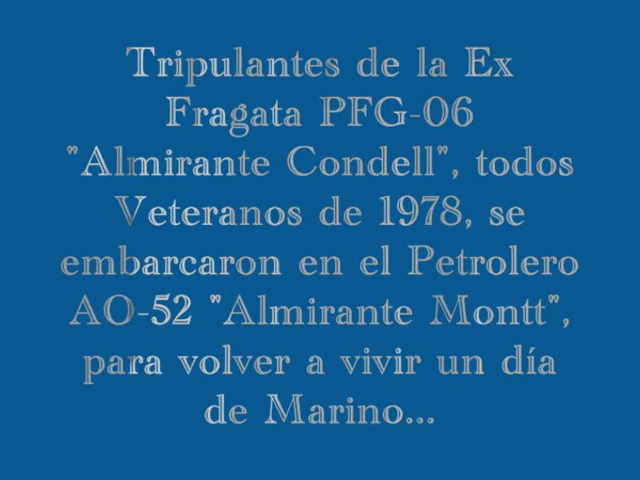 Tripulantes de la Ex
Fragata PFG-06
"Almirante Condell", todos
Veteranos de 1978, se
embarcaron en el Petrolero
AO-52 "Almirante Montt",
para volver a vivir un día
de Marino...